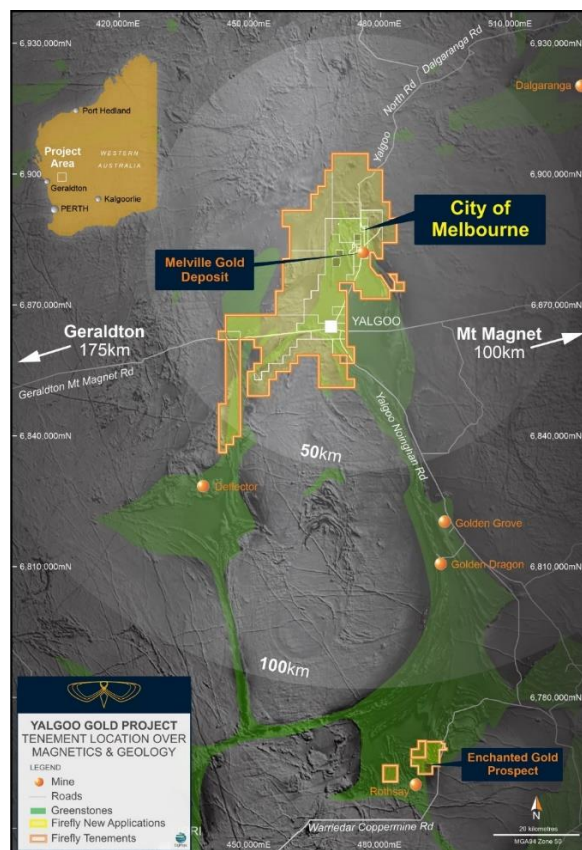 420,000mE
450,000mE
480,000mE
510,000mE
6,930,000mN
6,930,000mN
Dalgaranga Rd
North Rd
Yalgoo
Dalgaranga
Port Hedland
WESTERN
AUSTRALIA
Project
Area
Geraldton
Kalgoorlie
PERTH
6,900
6,900,000mN
City of
Melbourne
Melville Gold
Deposit
6,870,000mN
6,870,000mN
YALGOO
Geraldton
175km
Mt Magnet
100km
Geraldton Mt Magnet Rd
Yalgoo Ninghan Rd
6,840,000mN
6,840,000mN
50km
Deflector
Golden Grove
Golden Dragon
6,810,000mN
6,810,000mN
100km
6,780,000mN
YALGOO GOLD PROJECT
TENEMENT LOCATION OVER
MAGNETICS & GEOLOGY
LEGEND
Mine
Roads
Greenstones
Firefly New Applications
Firefly Tenements
Enchanted Gold
Prospect
Rothsay
Warriedar Coppermine Rd
N
20 kilometres
MGA94 Zone 50
450,000mE
480,000mE